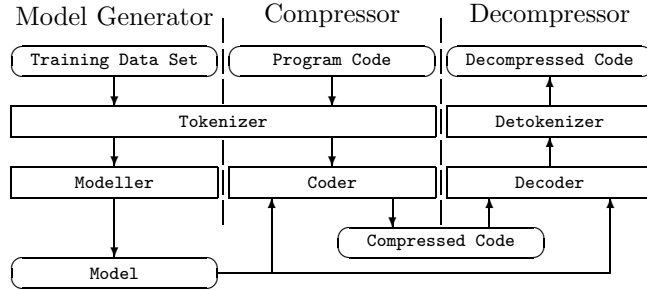 Model Generator Compressor Decompressor
Training Data Set Program Code Decompressed Code
Tokenizer Detokenizer
Modeller Coder Decoder
Compressed Code
Model